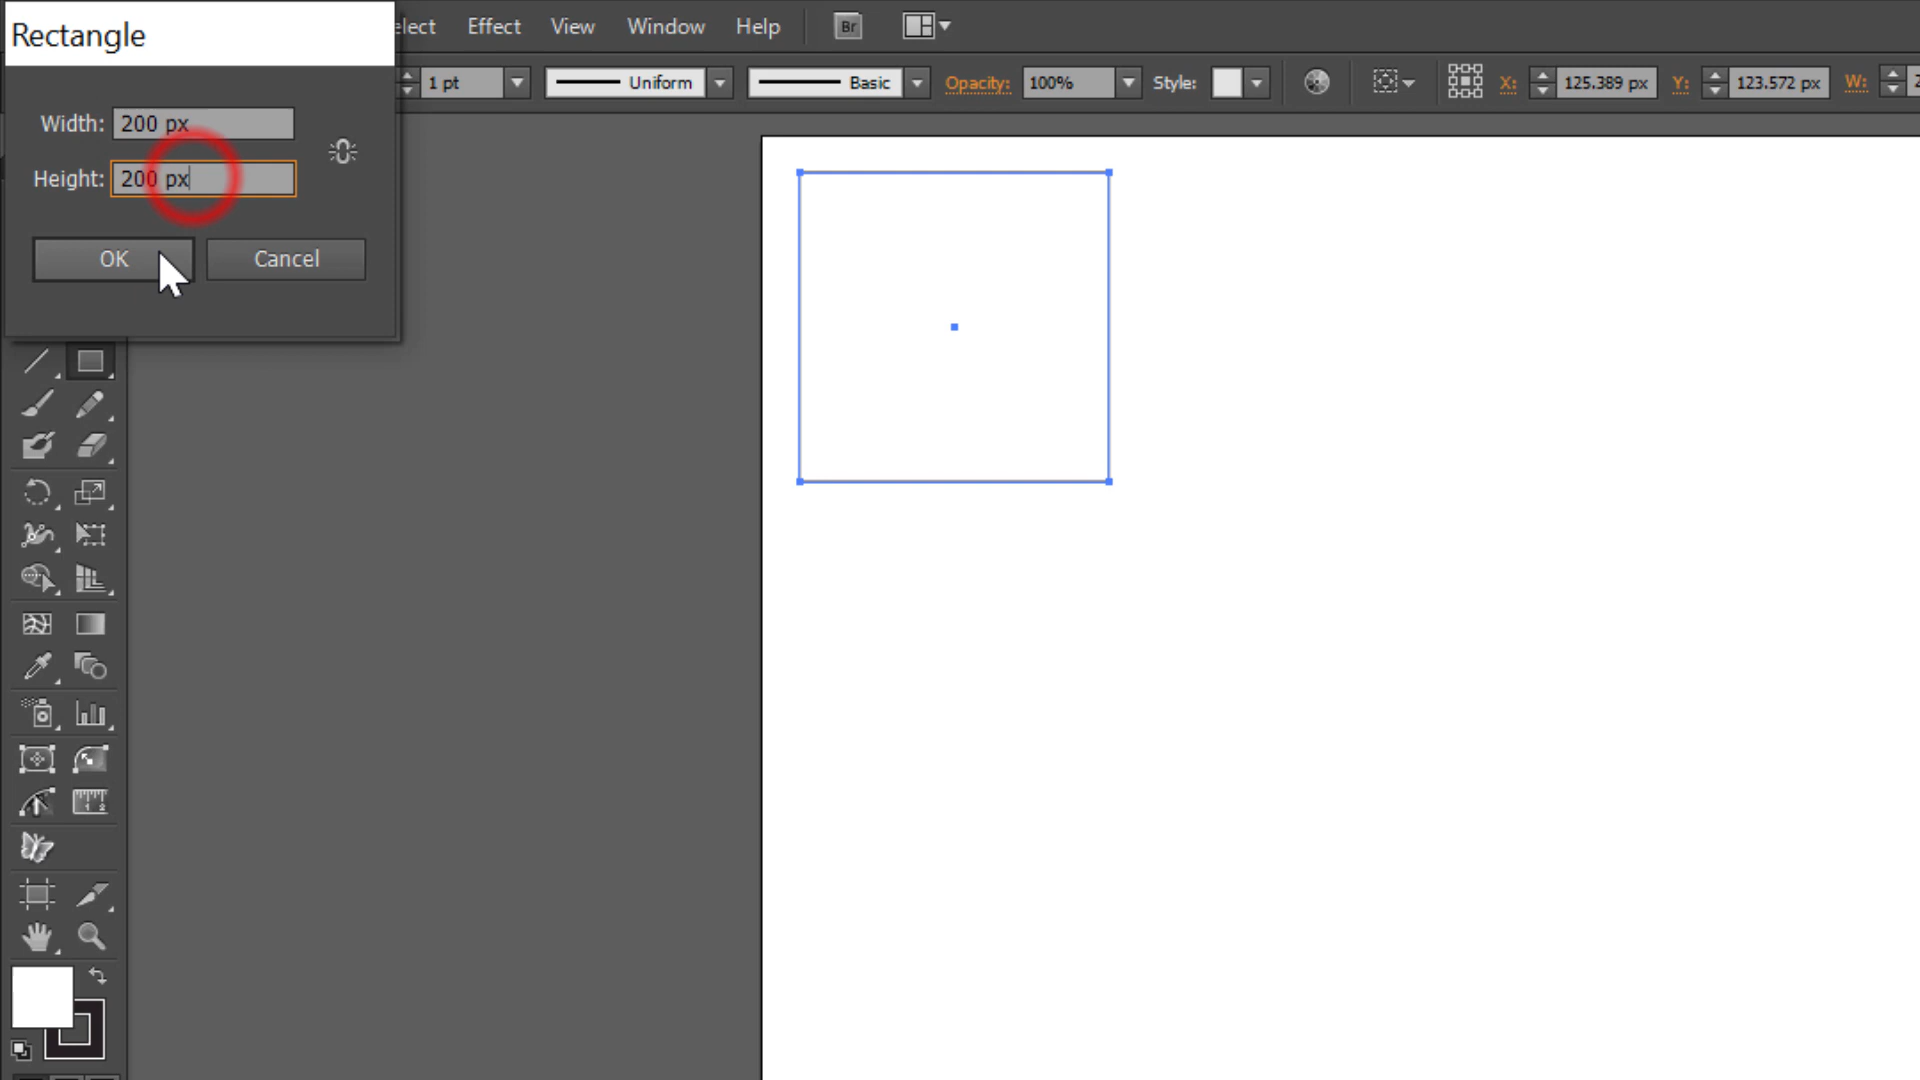 Rectangle
elect Effect View Window Help Br
1 pt Uniform Basic Opacity: 100% Style: X: 125.389 px Y: 123.572 px W:
Width: 200 px
Height: 200 px
OK Cancel